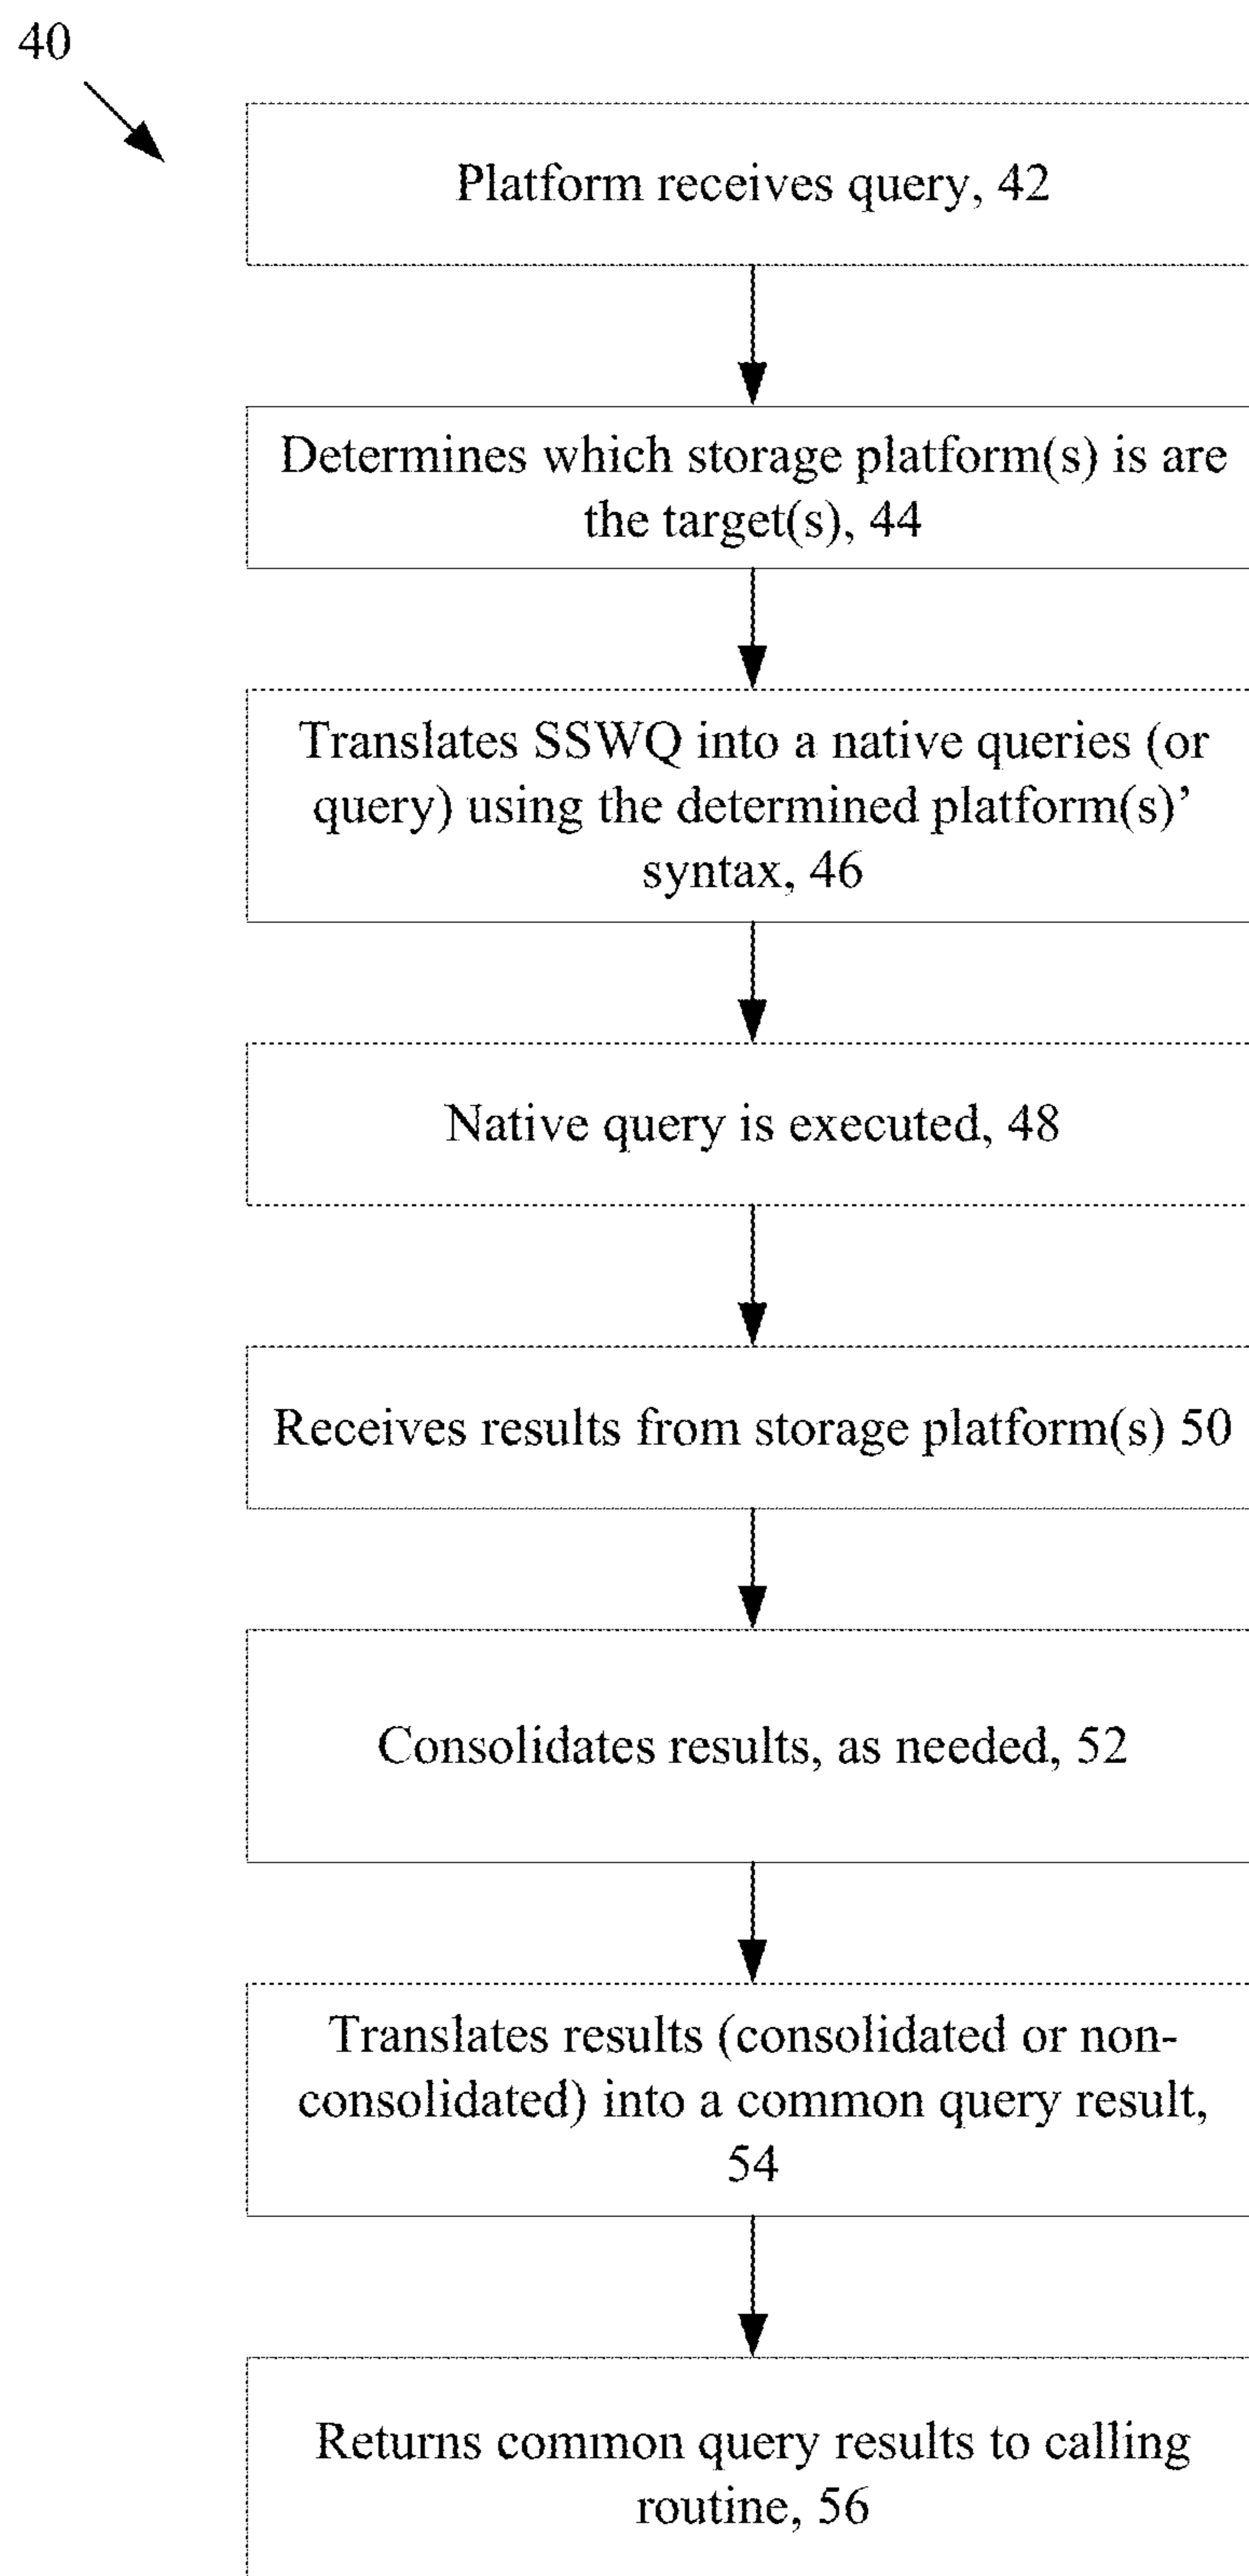 40
Platform receives query, 42
Determines which storage platform(s) is are
the target(s), 44
Translates SSWQ into a native queries (or
query) using the determined platform(s)’
syntax, 46
Native query is executed, 48
Receives results from storage platform(s) 50
Consolidates results, as needed, 52
Translates results (consolidated or non-
consolidated) into a common query result,
54
Returns common query results to calling
routine, 56